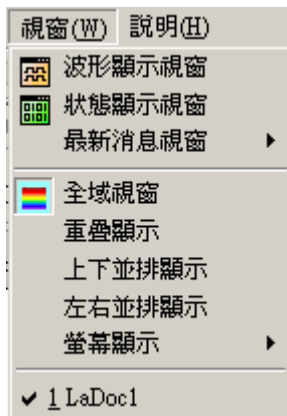 視窗(W) 說明(H)
波形顯示視窗
狀態顯示視窗
最新消息視窗
全域視窗
重疊顯示
上下並排顯示
左右並排顯示
螢幕顯示
1 LaDoc1